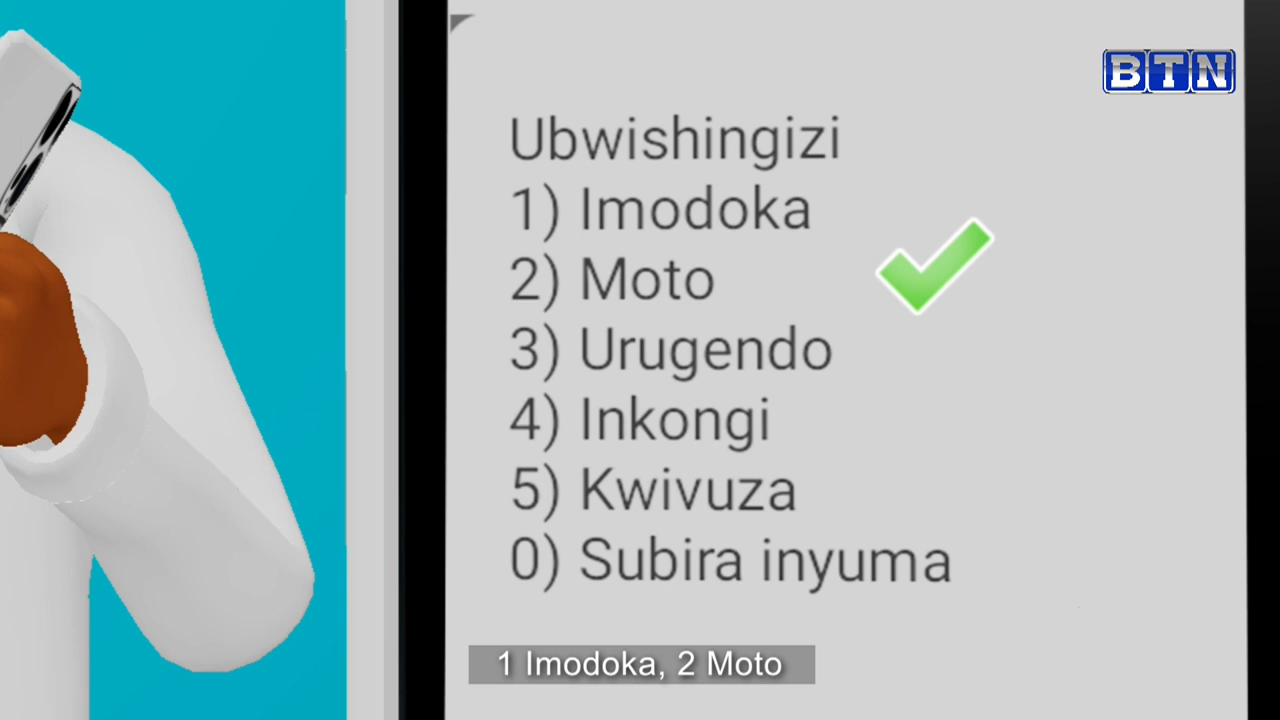 BTN
Ubwishingizi
1) Imodoka
2) Moto
3) Urugendo
4) Inkongi
5) Kwivuza
0) Subira inyuma
1 Imodoka, 2 Moto